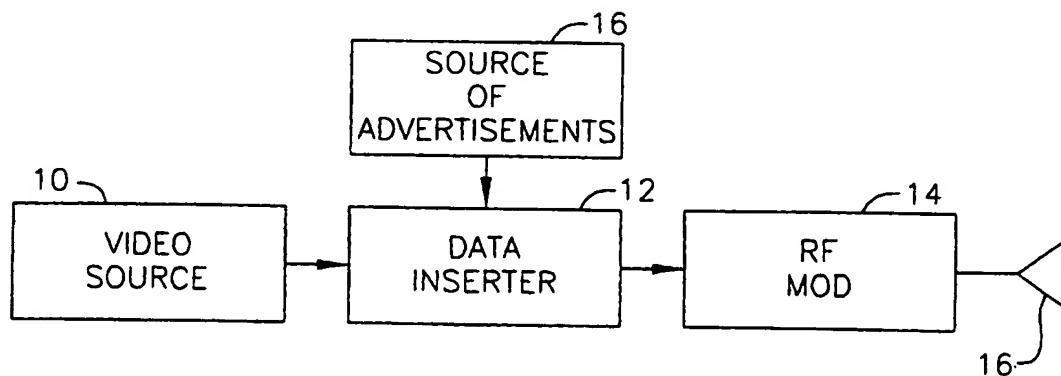 16
SOURCE
OF
ADVERTISEMENTS
10
12
14
VIDEO
SOURCE
DATA
INSERTER
RF
MOD
16